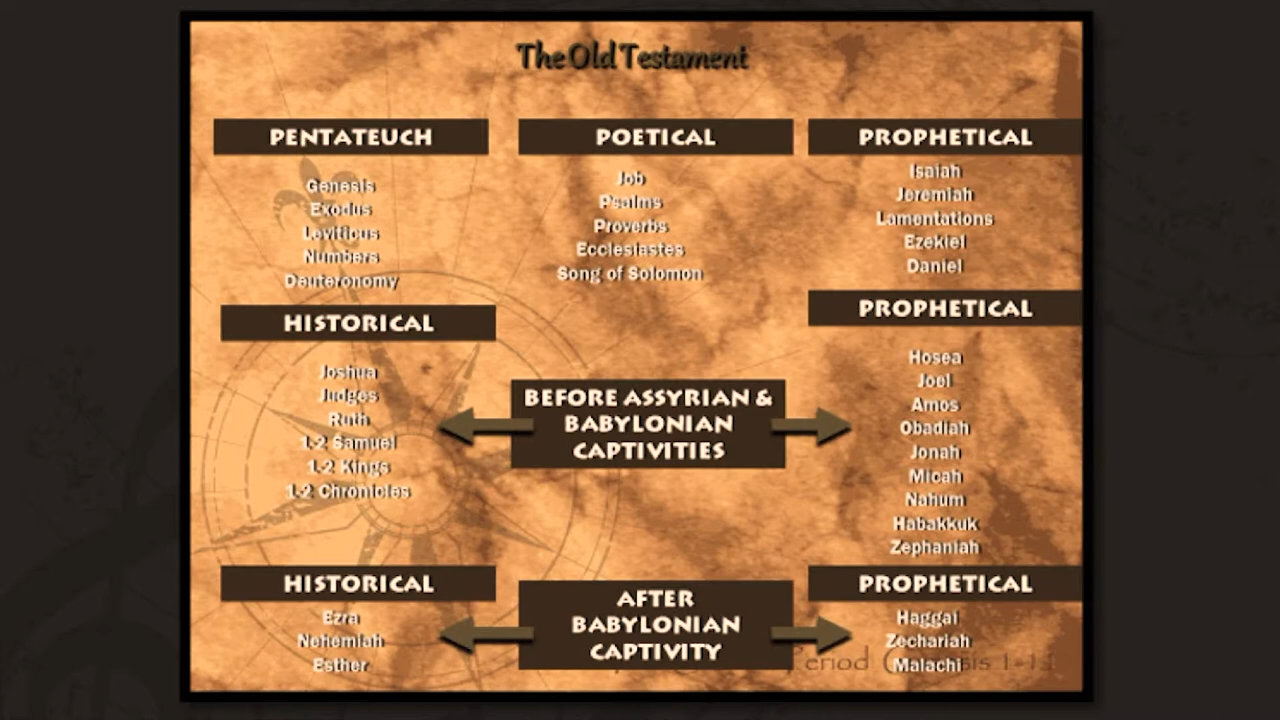 The Old Testament
PENTATEUCH
Genesis
Exodus
Leviticus
Numbers
Deuteronomy
HISTORICAL
Joshua
Judges
Ruth
1-2 Samuel
1-2 Kings
1-2 Chronicles
HISTORICAL
Ezra
Nehemiah
Esther
POETICAL
Job
Psalms
Proverbs
Ecclesiastes
Song of Solomon
BEFORE ASSYRIAN &
BABYLONIAN
CAPTIVITIES
AFTER
BABYLONIAN
CAPTIVITY
PROPHETICAL
Isaiah
Jeremiah
Lamentations
Ezekiel
Daniel
PROPHETICAL
Hosea
Joel
Amos
Obadiah
Jonah
Micah
Nahum
Habakkuk
Zephaniah
PROPHETICAL
Haggai
Zechariah
Malachi